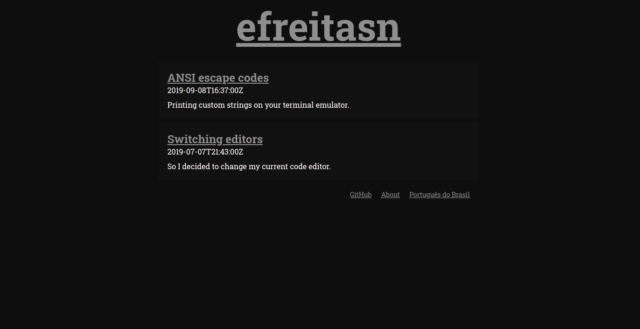 efreitasn
ANSI escape codes
2019-09-08T16:37:00Z
Printing custom strings on your terminal emulator.
Switching editors
2019-07-07T21:43:00Z
So I decided to change my current code editor.
GitHub About Português do Brasil